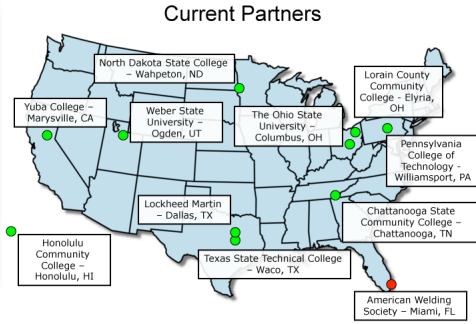 Current Partners
North Dakota State College
– Wahpeton, ND
Lorain County
Community
College - Elyria,
OH
Yuba College –
Marysville, CA
Weber State
University –
Ogden, UT
The Ohio State
University –
Columbus, OH
Pennsylvania
College of
Technology -
Williamsport, PA
Lockheed Martin
– Dallas, TX
Chattanooga State
Community College –
Chattanooga, TN
Honolulu
Community
College –
Honolulu, HI
Texas State Technical College
– Waco, TX
American Welding
Society – Miami, FL